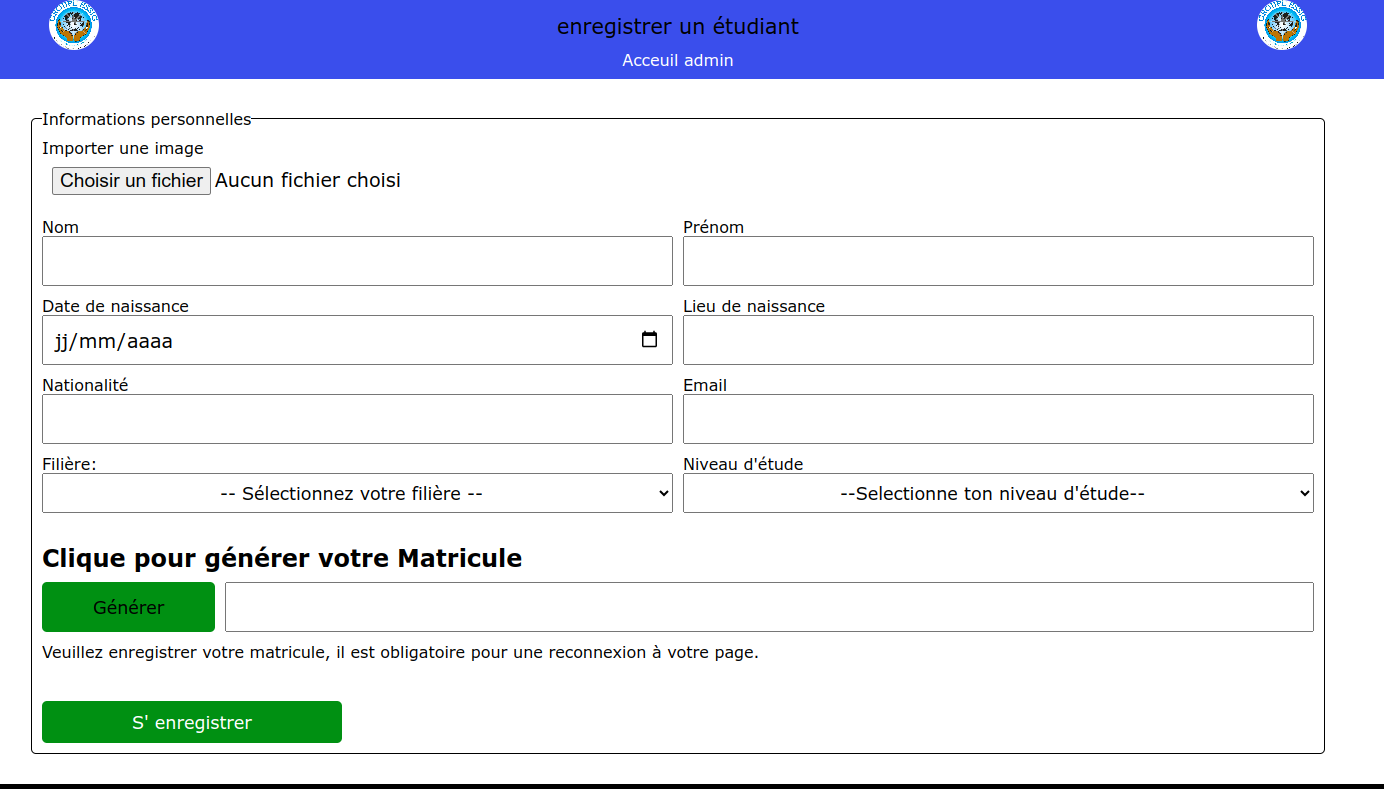 enregistrer un étudiant
Acceuil admin
Informations personnelles
Importer une image
Choisir un fichier Aucun fichier choisi
Nom Prénom
Date de naissance Lieu de naissance
jj/mm/aaaa
Nationalité Email
Filière: Niveau d'étude
-- Sélectionnez votre filière -- --Selectionne ton niveau d'étude--
Clique pour générer votre Matricule
Générer
Veuillez enregistrer votre matricule, il est obligatoire pour une reconnexion à votre page.
S' enregistrer